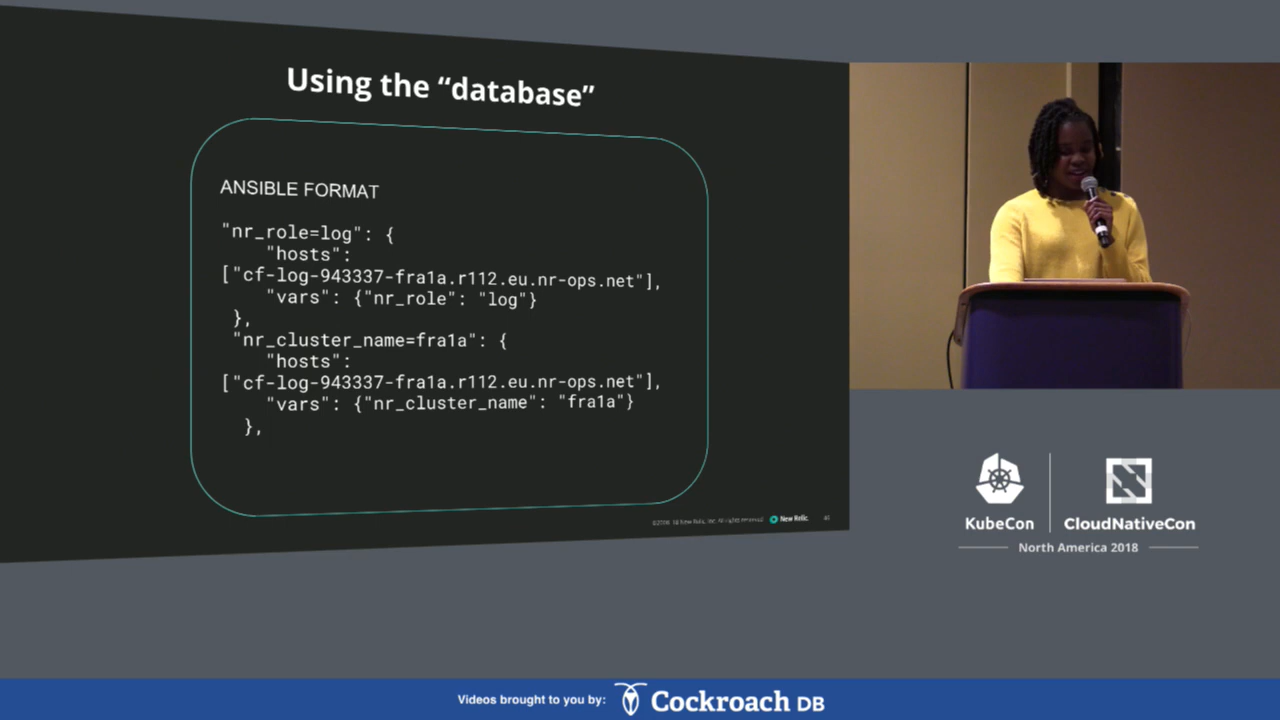 Using the “database”
ANSIBLE FORMAT
"nr_role=log": {
"hosts":
["cf-log-943337-fra1a.r112.eu.nr-ops.net"],
"vars": {"nr_role": "log"}
},
"nr_cluster_name=fra1a": {
"hosts":
["cf-log-943337-fra1a.r112.eu.nr-ops.net"],
"vars": {"nr_cluster_name": "fra1a"}
},
New Relic
KubeCon
CloudNativeCon
North America 2018
Videos brought to you by:
Cockroach DB